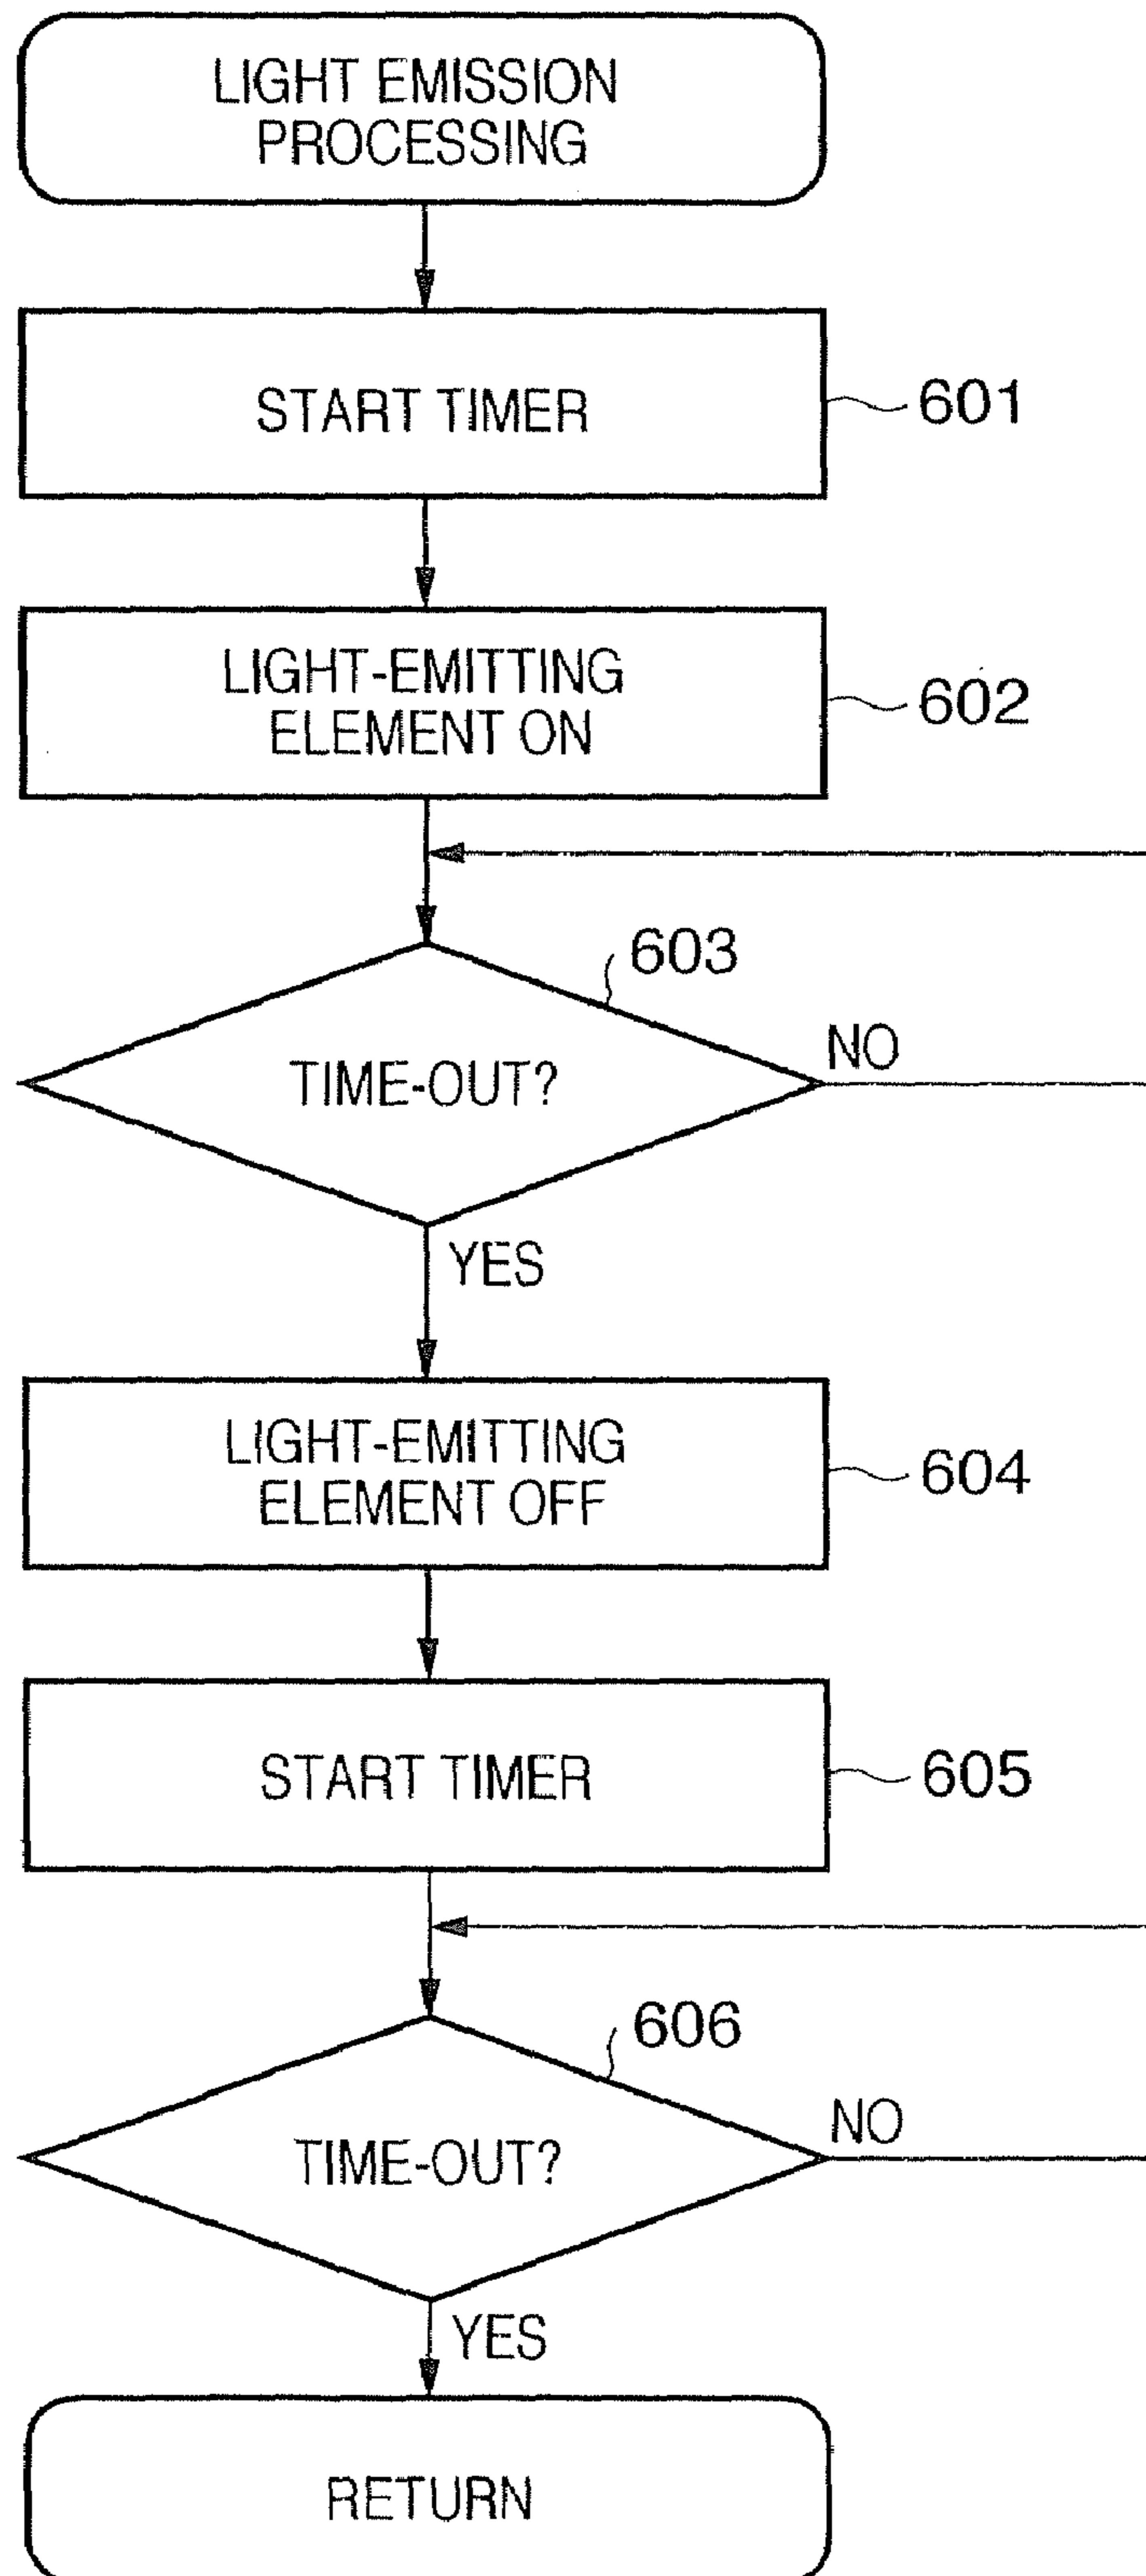 LIGHT EMISSION
PROCESSING
START TIMER
601
LIGHT-EMITTING
ELEMENT ON
602
603
TIME-OUT?
NO
YES
LIGHT-EMITTING
ELEMENT OFF
604
START TIMER
605
606
TIME-OUT?
NO
YES
RETURN